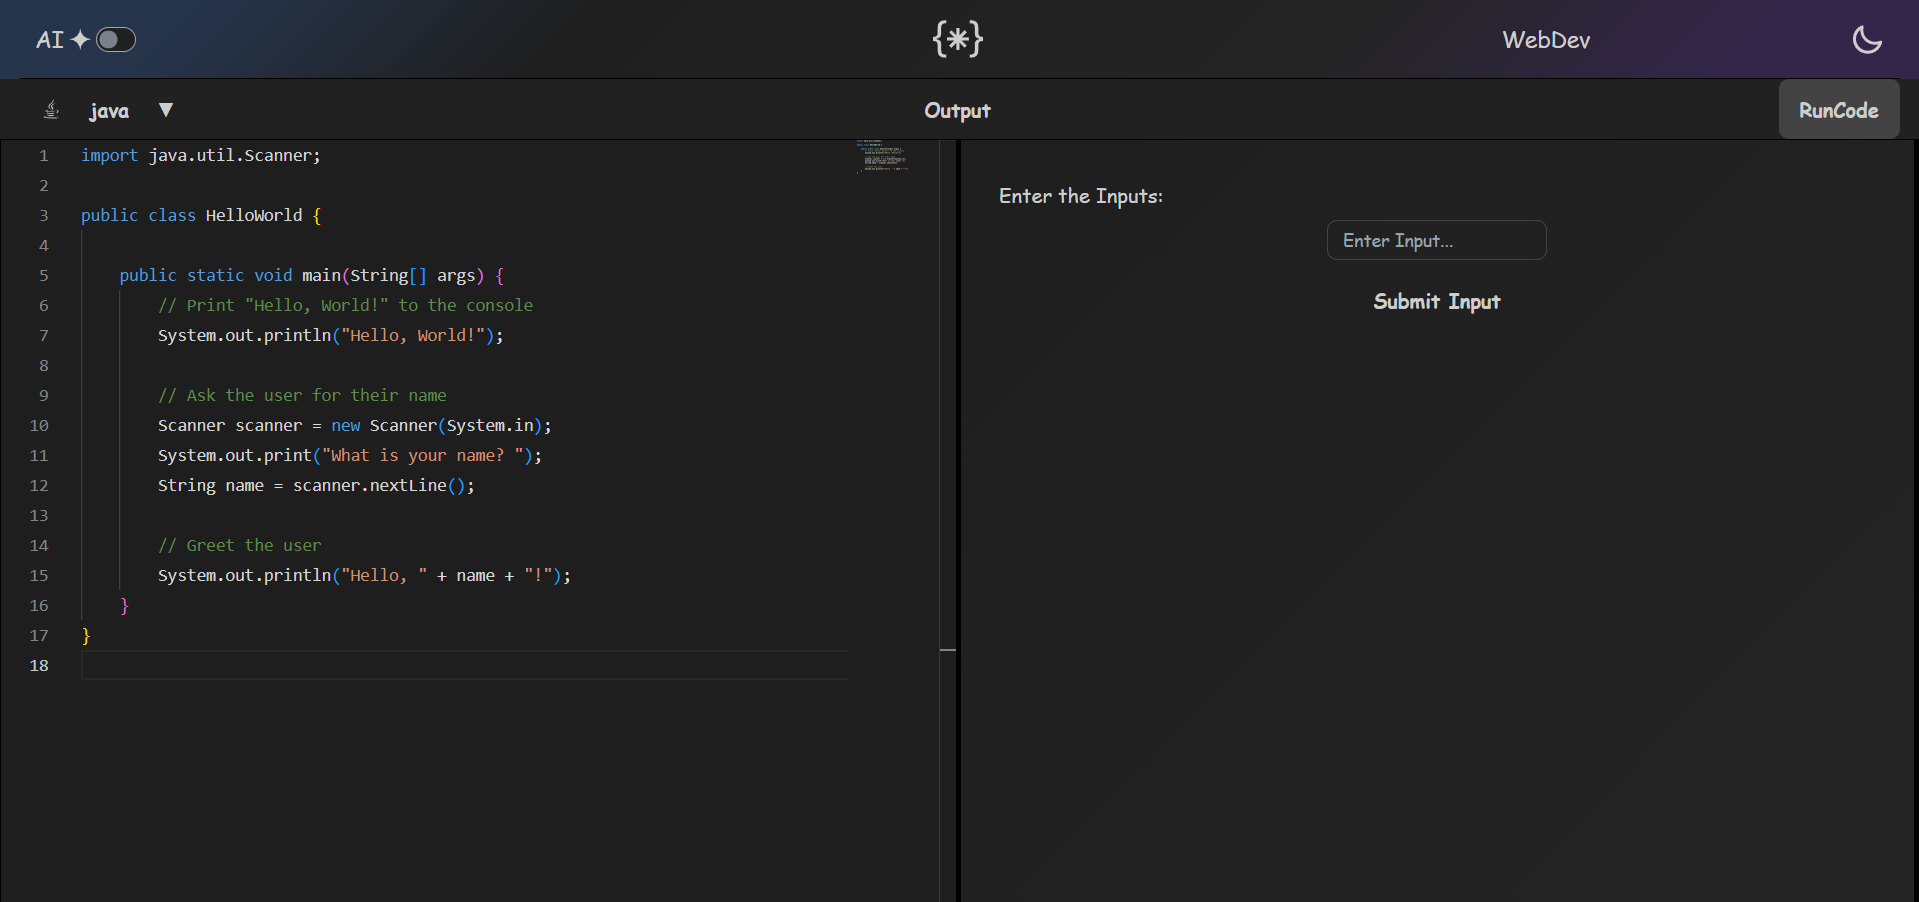 AI
{*}
WebDev
java ▼
Output
RunCode
1 import java.util.Scanner;
2
3 public class HelloWorld {
4
5     public static void main(String[] args) {
6         // Print "Hello, World!" to the console
7         System.out.println("Hello, World!");
8
9         // Ask the user for their name
10         Scanner scanner = new Scanner(System.in);
11         System.out.print("What is your name? ");
12         String name = scanner.nextLine();
13
14         // Greet the user
15         System.out.println("Hello, " + name + "!");
16     }
17 }
18
Enter the Inputs:
Enter Input...
Submit Input